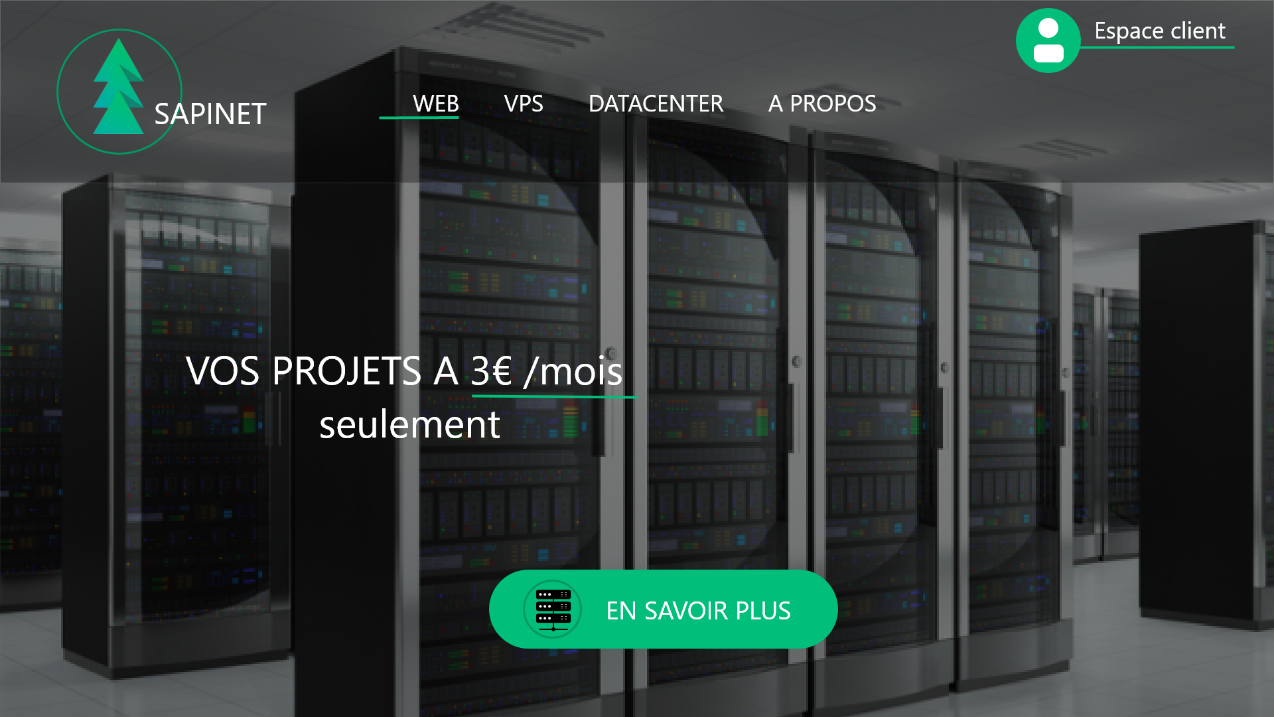 Espace client
SAPINET
WEB VPS DATACENTER A PROPOS
VOS PROJETS A 3€ /mois
seulement
EN SAVOIR PLUS